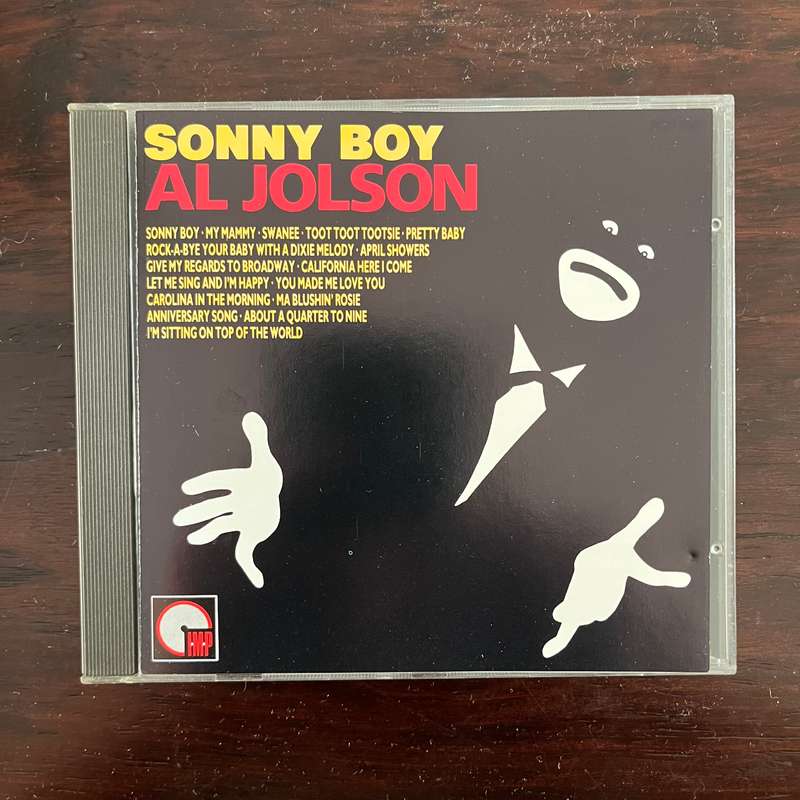 SONNY BOY
AL JOLSON
SONNY BOY · MY MAMMY · SWANEE · TOOT TOOT TOOTSIE · PRETTY BABY
ROCK-A-BYE YOUR BABY WITH A DIXIE MELODY · APRIL SHOWERS
GIVE MY REGARDS TO BROADWAY · CALIFORNIA HERE I COME
LET ME SING AND I'M HAPPY · YOU MADE ME LOVE YOU
CAROLINA IN THE MORNING · MA BLUSHIN' ROSIE
ANNIVERSARY SONG · ABOUT A QUARTER TO NINE
I'M SITTING ON TOP OF THE WORLD
I·M·P